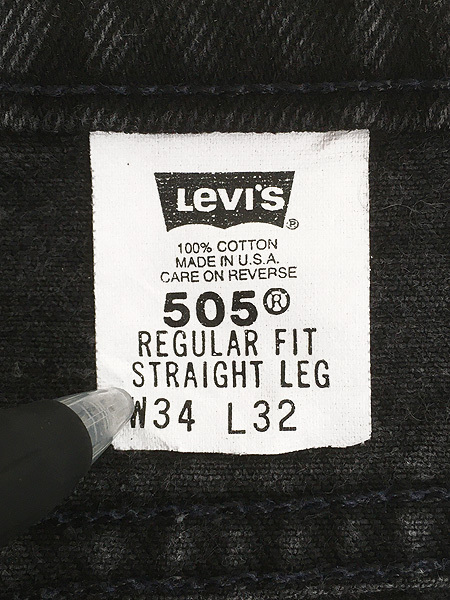 Levi's®
100% COTTON
MADE IN U.S.A.
CARE ON REVERSE
505®
REGULAR FIT
STRAIGHT LEG
W34 L32